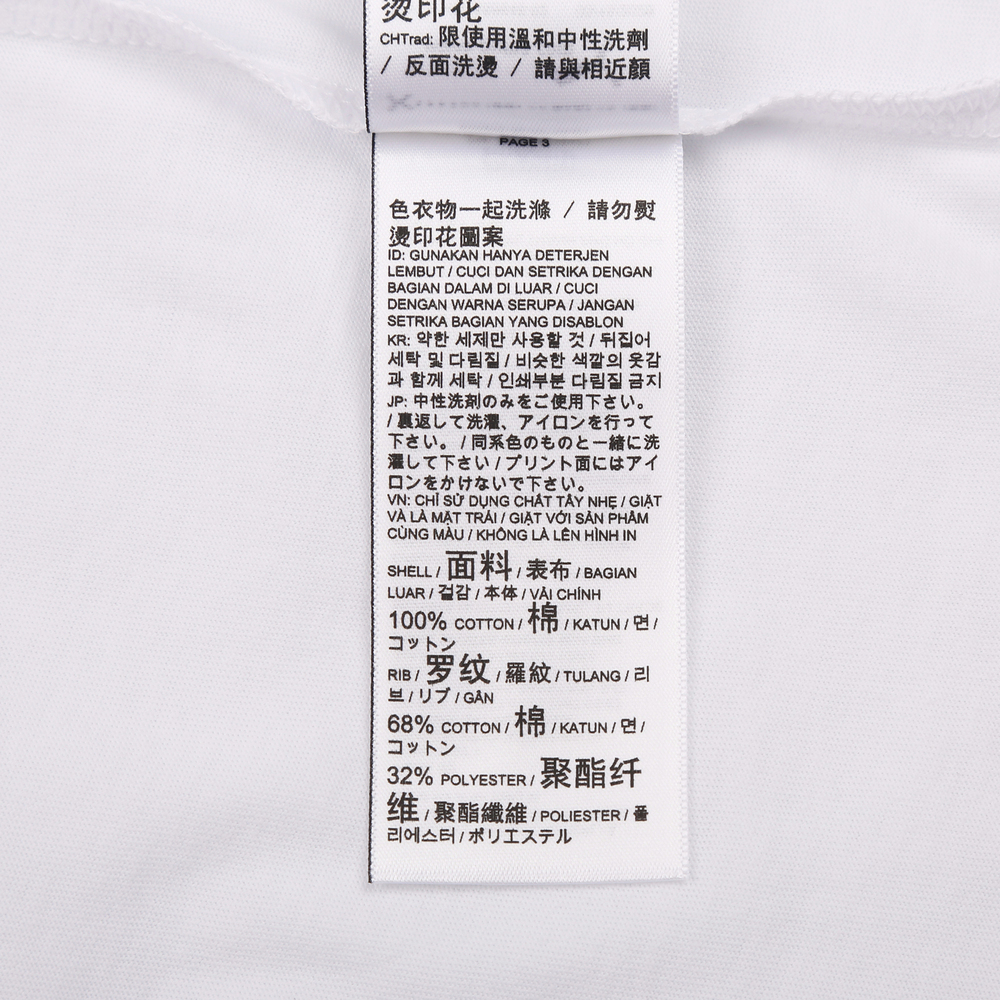 烫印花
CHTrad: 限使用溫和中性洗劑
/ 反面洗燙 / 請與相近顏
PAGE 3
色衣物一起洗滌 / 請勿熨
燙印花圖案
ID: GUNAKAN HANYA DETERJEN
LEMBUT / CUCI DAN SETRIKA DENGAN
BAGIAN DALAM DI LUAR / CUCI
DENGAN WARNA SERUPA / JANGAN
SETRIKA BAGIAN YANG DISABLON
KR: 약한 세제만 사용할 것 / 뒤집어
세탁 및 다림질 / 비슷한 색깔의 옷감
과 함께 세탁 / 인쇄부분 다림질 금지
JP: 中性洗剤のみをご使用下さい。
/ 裏返して洗濯、アイロンを行って
下さい。 / 同系色のものと一緒に洗
濯して下さい / プリント面にはアイ
ロンをかけないで下さい。
VN: CHỈ SỬ DỤNG CHẤT TẨY NHẸ / GIẶT
VÀ LÀ MẶT TRÁI / GIẶT VỚI SẢN PHẨM
CÙNG MÀU / KHÔNG LÀ LÊN HÌNH IN
SHELL / 面料 / 表布 / BAGIAN
LUAR / 겉감 / 本体 / VẢI CHÍNH
100% COTTON / 棉 / KATUN / 면 /
コットン
RIB / 罗纹 / 羅紋 / TULANG / 리
브 / リブ / GÂN
68% COTTON / 棉 / KATUN / 면 /
コットン
32% POLYESTER / 聚酯纤
维 / 聚酯纖維 / POLIESTER / 폴
리에스터 / ポリエステル